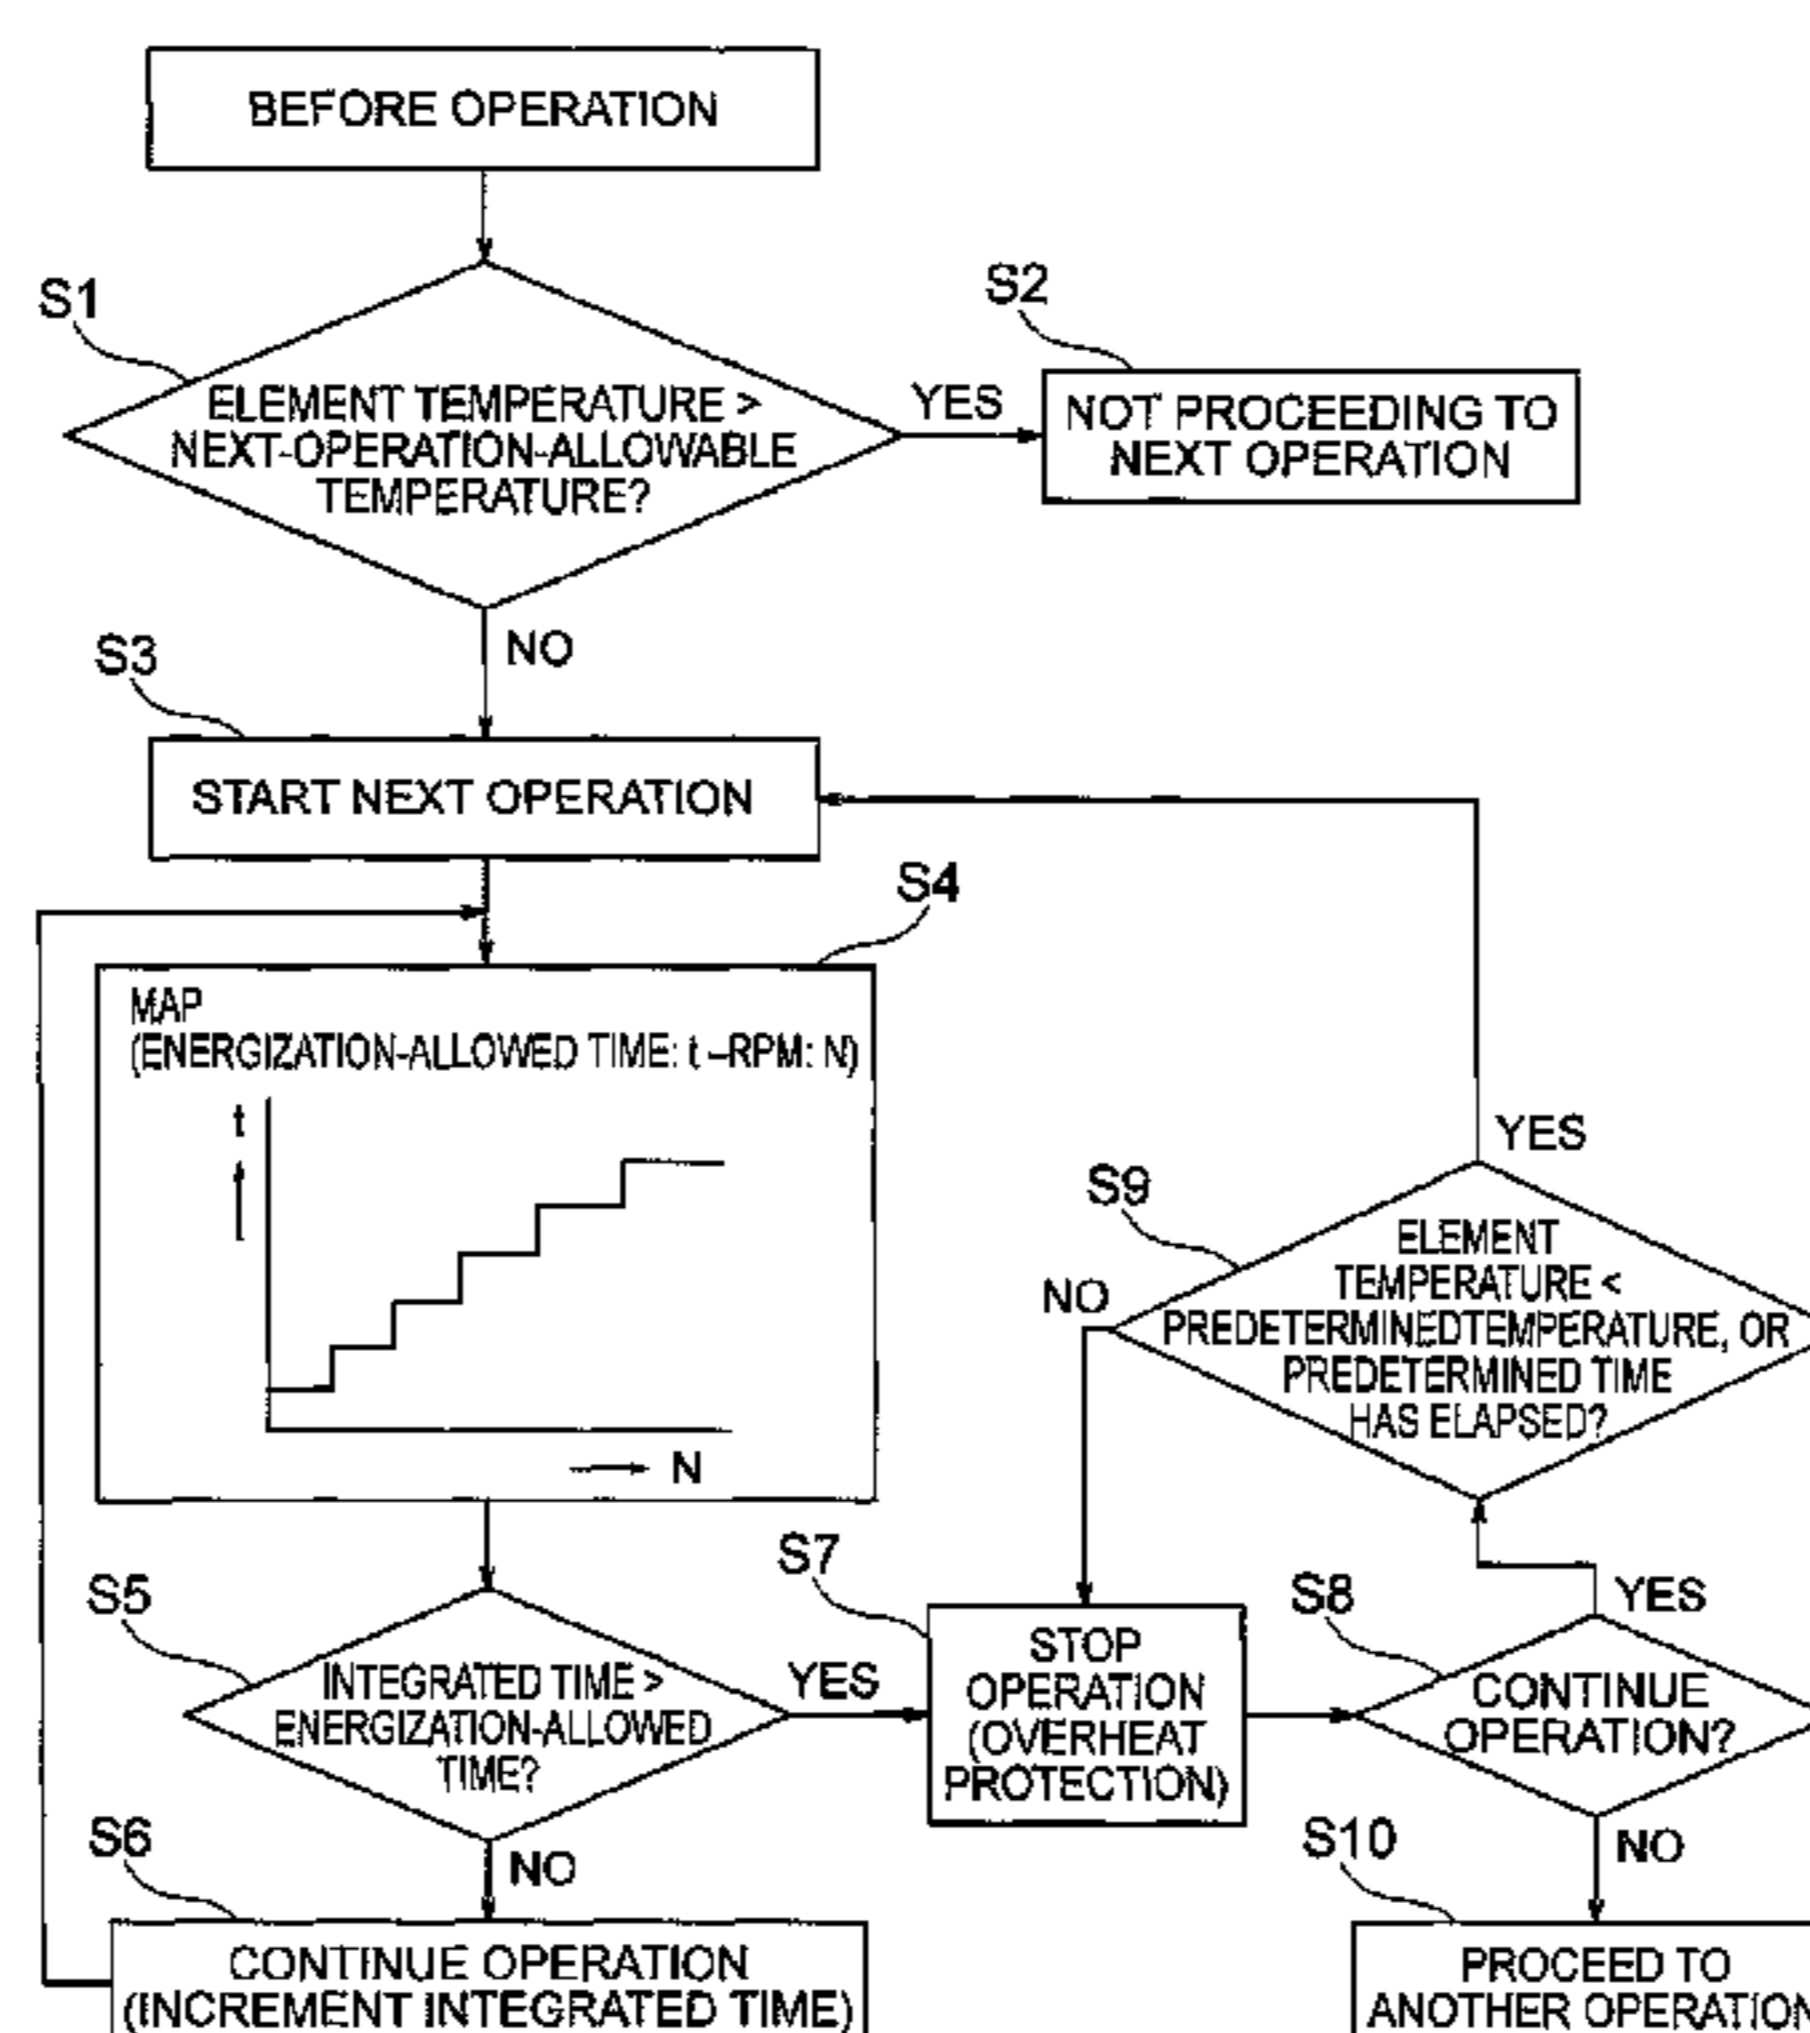 BEFORE OPERATION
S1
ELEMENT TEMPERATURE >
NEXT-OPERATION-ALLOWABLE
TEMPERATURE?
YES
S2
NOT PROCEEDING TO
NEXT OPERATION
NO
S3
START NEXT OPERATION
S4
MAP
(ENERGIZATION-ALLOWED TIME: t –RPM: N)
t
N
S5
INTEGRATED TIME >
ENERGIZATION-ALLOWED
TIME?
YES
NO
S6
CONTINUE OPERATION
(INCREMENT INTEGRATED TIME)
S7
STOP
OPERATION
(OVERHEAT
PROTECTION)
S8
CONTINUE
OPERATION?
YES
NO
S9
ELEMENT
TEMPERATURE <
PREDETERMINEDTEMPERATURE, OR
PREDETERMINED TIME
HAS ELAPSED?
YES
NO
S10
PROCEED TO
ANOTHER OPERATION